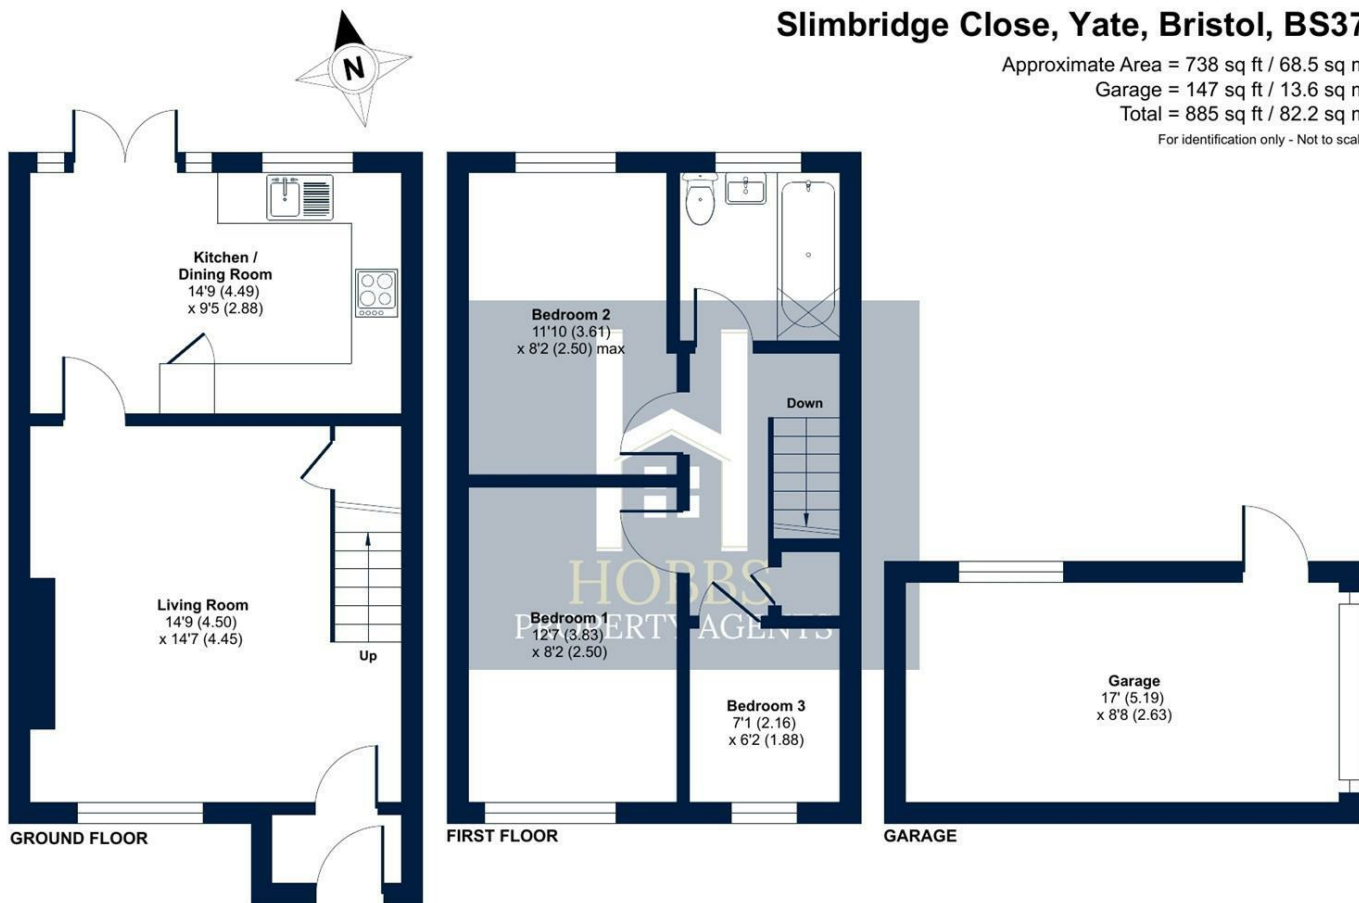 Slimbridge Close, Yate, Bristol, BS37
Approximate Area = 738 sq ft / 68.5 sq m
Garage = 147 sq ft / 13.6 sq m
Total = 885 sq ft / 82.2 sq m
For identification only - Not to scal
N
Kitchen /
Dining Room
14'9 (4.49)
x 9'5 (2.88)
Living Room
14'9 (4.50)
x 14'7 (4.45)
Up
GROUND FLOOR
Bedroom 2
11'10 (3.61)
x 8'2 (2.50) max
Down
HOBBS
PROPERTY AGENTS
Bedroom 1
12'7 (3.83)
x 8'2 (2.50)
Bedroom 3
7'1 (2.16)
x 6'2 (1.88)
FIRST FLOOR
Garage
17' (5.19)
x 8'8 (2.63)
GARAGE